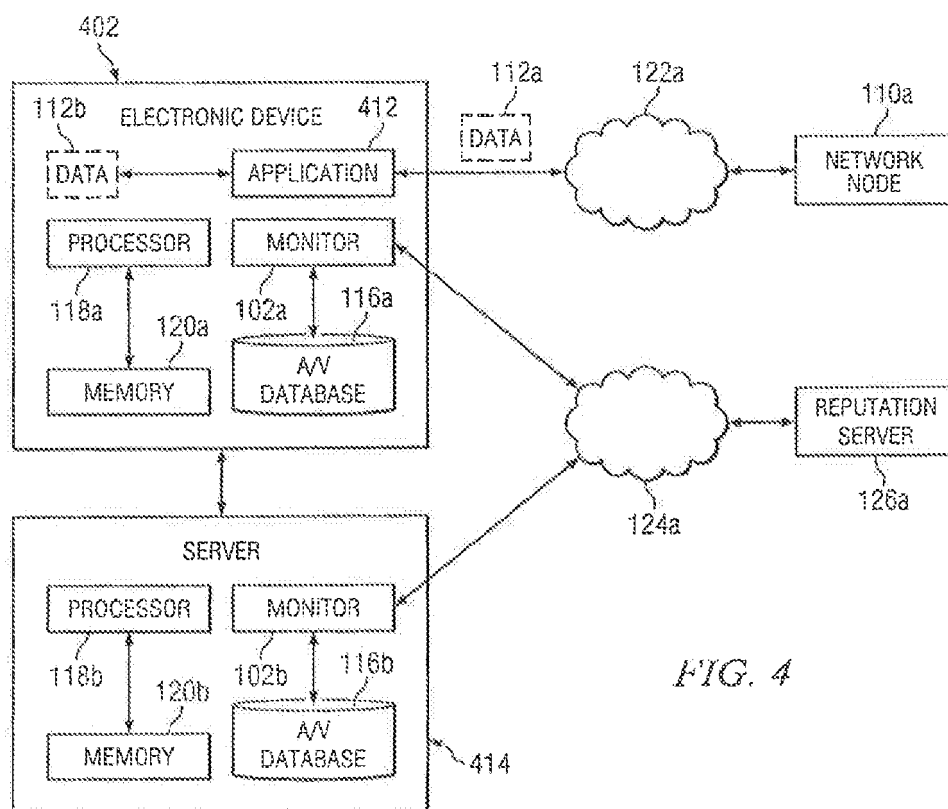 402
112b
ELECTRONIC DEVICE
412
112a
122a
110a
DATA
APPLICATION
DATA
NETWORK
NODE
PROCESSOR
MONITOR
118a
102a
116a
120a
MEMORY
A/V
DATABASE
REPUTATION
SERVER
124a
126a
SERVER
PROCESSOR
MONITOR
118b
102b
116b
120b
MEMORY
A/V
DATABASE
414
FIG. 4